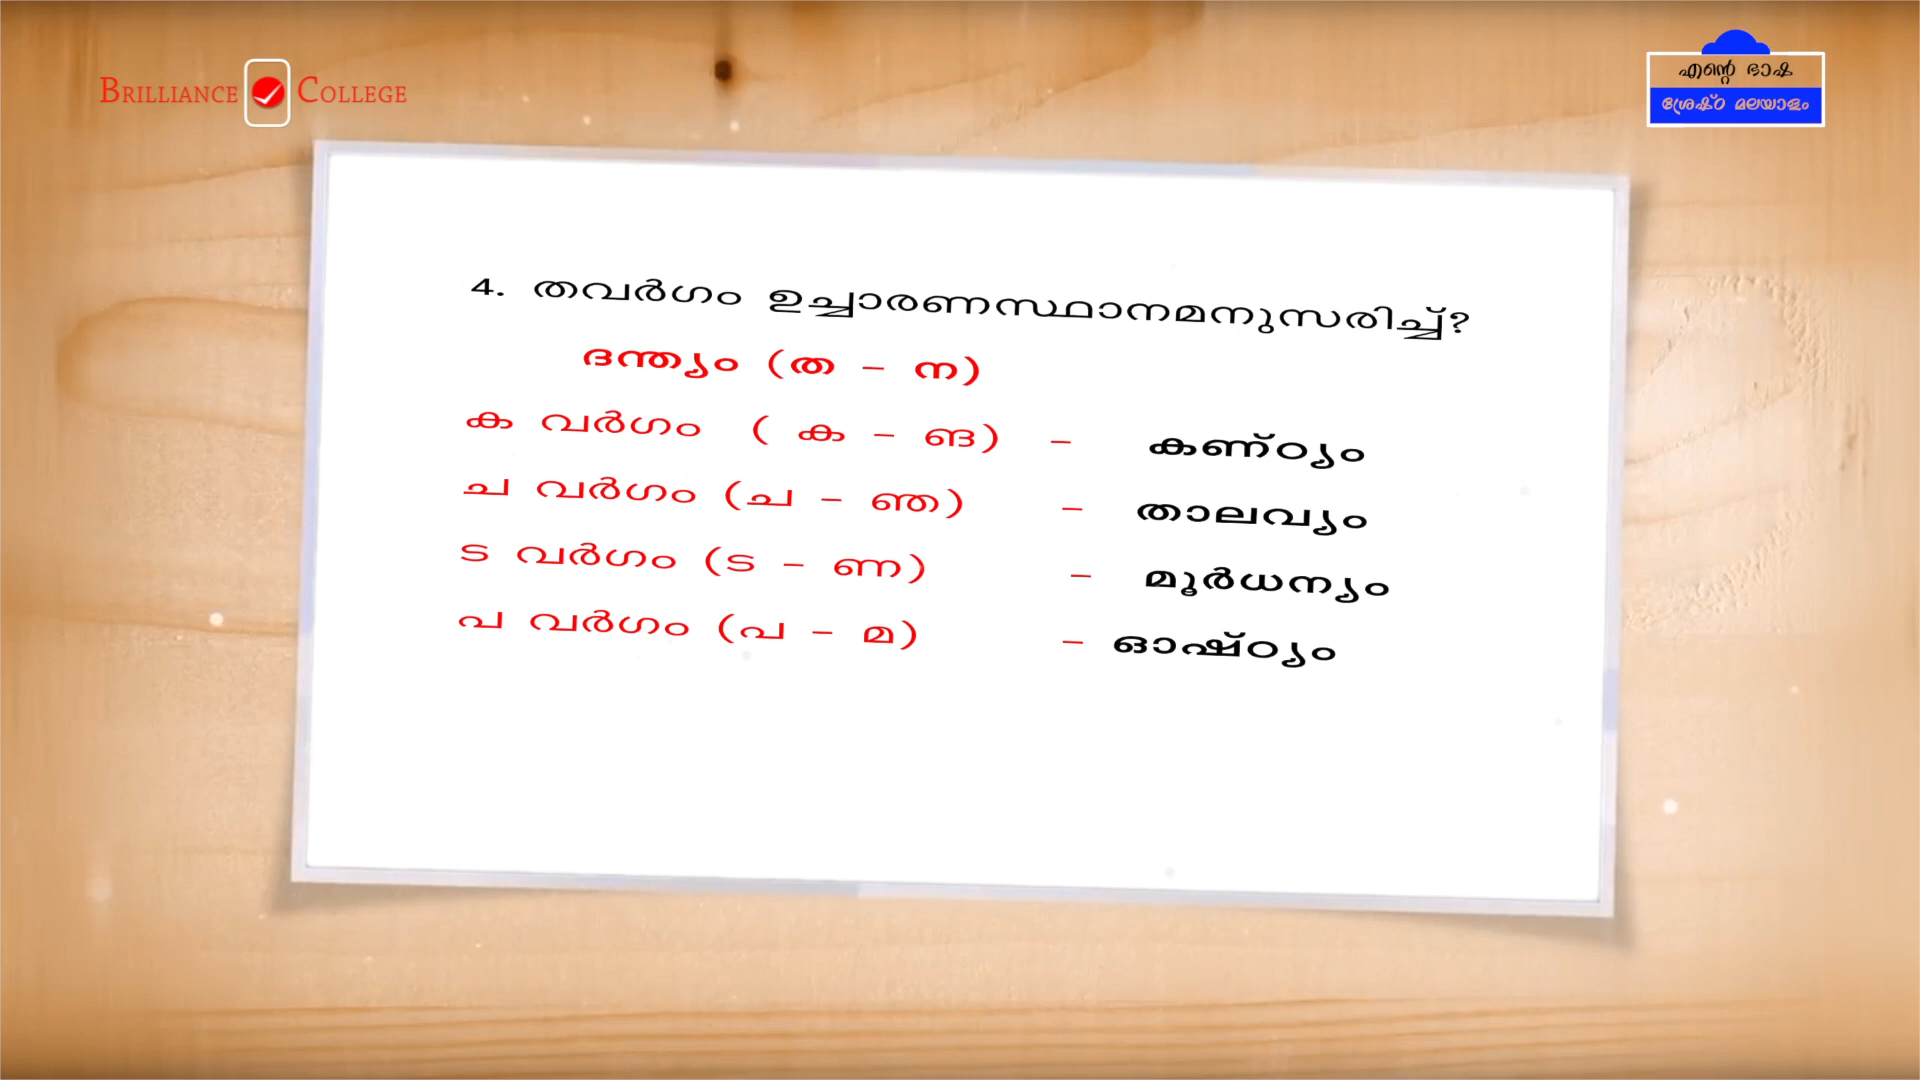 BRILLIANCE COLLEGE
എന്റെ ഭാഷ
ശ്രേഷ്ഠ മലയാളം
4. തവർഗം ഉച്ചാരണസ്ഥാനമനുസരിച്ച്?
ദന്ത്യം (ത – ന)
ക വർഗം ( ക – ങ) – കണ്ഠ്യം
ച വർഗം (ച – ഞ) – താലവ്യം
ട വർഗം (ട – ണ) – മൂർധന്യം
പ വർഗം (പ – മ) – ഓഷ്ഠ്യം